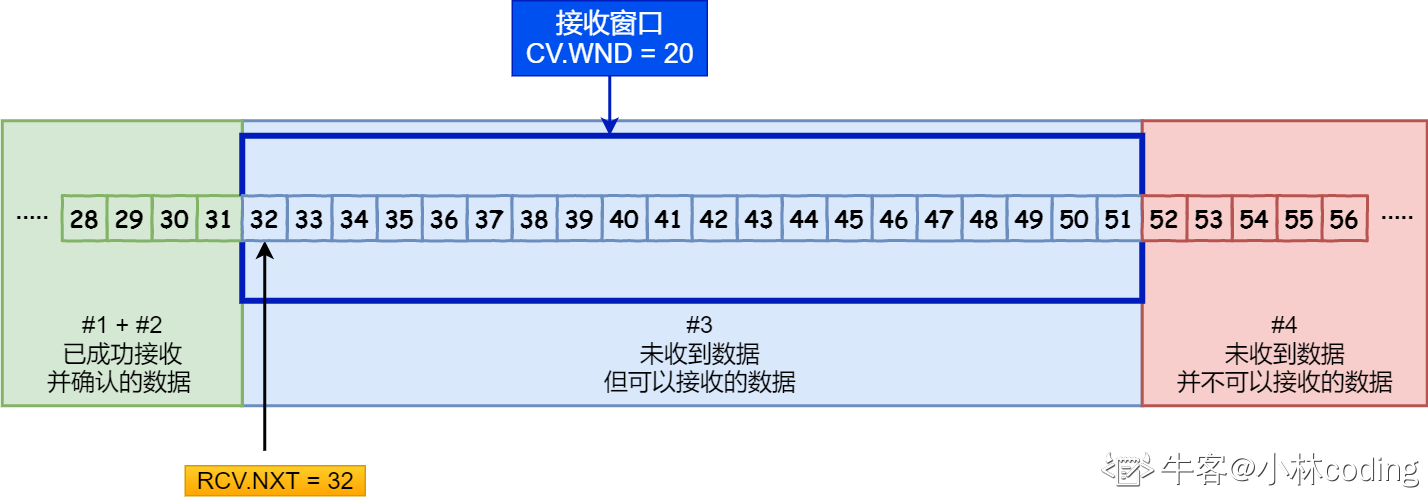 接收窗口
CV.WND = 20
····· 28 29 30 31 32 33 34 35 36 37 38 39 40 41 42 43 44 45 46 47 48 49 50 51 52 53 54 55 56 ·····
#1 + #2
已成功接收
并确认的数据
#3
未收到数据
但可以接收的数据
#4
未收到数据
并不可以接收的数据
RCV.NXT = 32
牛客@小林coding